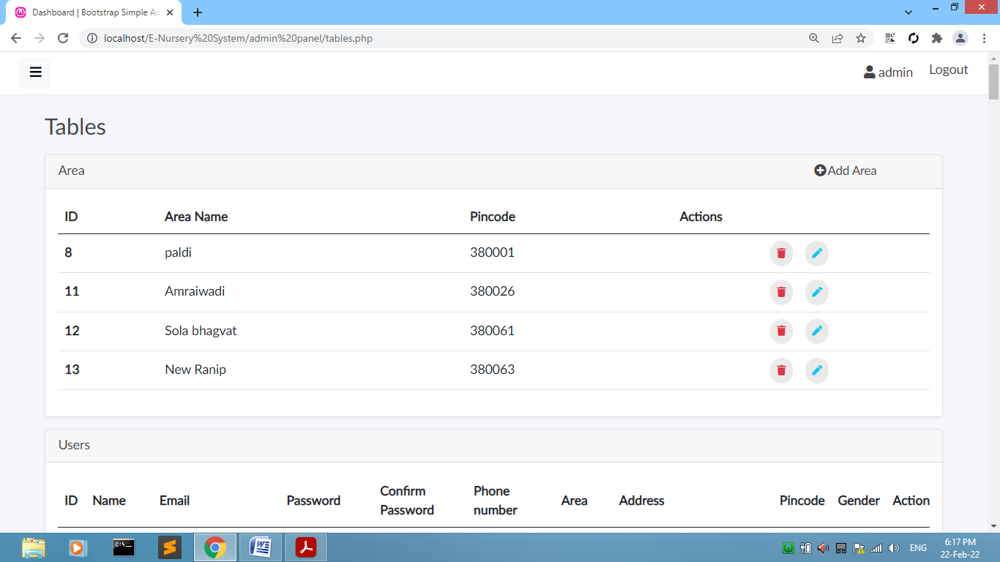 Dashboard | Bootstrap Simple Ad
localhost/E-Nursery%20System/admin%20panel/tables.php
admin
Logout
Tables
Area
Add Area
ID Area Name Pincode Actions
8 paldi 380001
11 Amraiwadi 380026
12 Sola bhagvat 380061
13 New Ranip 380063
Users
ID Name Email Password Confirm Password Phone number Area Address Pincode Gender Action
ENG
6:17 PM
22-Feb-22